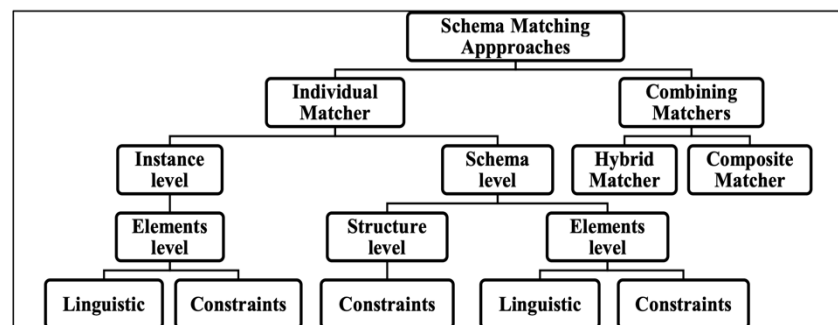 Schema Matching
Appproaches
Individual
Matcher
Combining
Matchers
Instance
level
Schema
level
Hybrid
Matcher
Composite
Matcher
Elements
level
Structure
level
Elements
level
Linguistic
Constraints
Constraints
Linguistic
Constraints